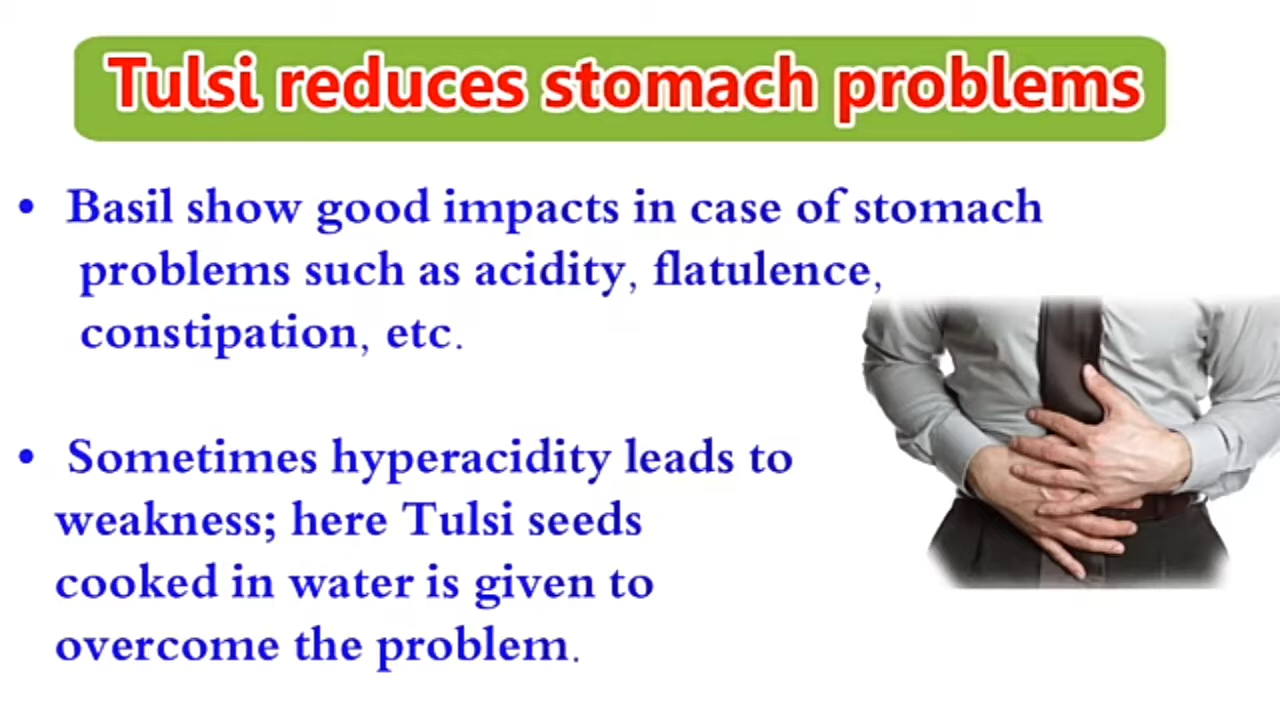 Tulsi reduces stomach problems
• Basil show good impacts in case of stomach
problems such as acidity, flatulence,
constipation, etc.
• Sometimes hyperacidity leads to
weakness; here Tulsi seeds
cooked in water is given to
overcome the problem.